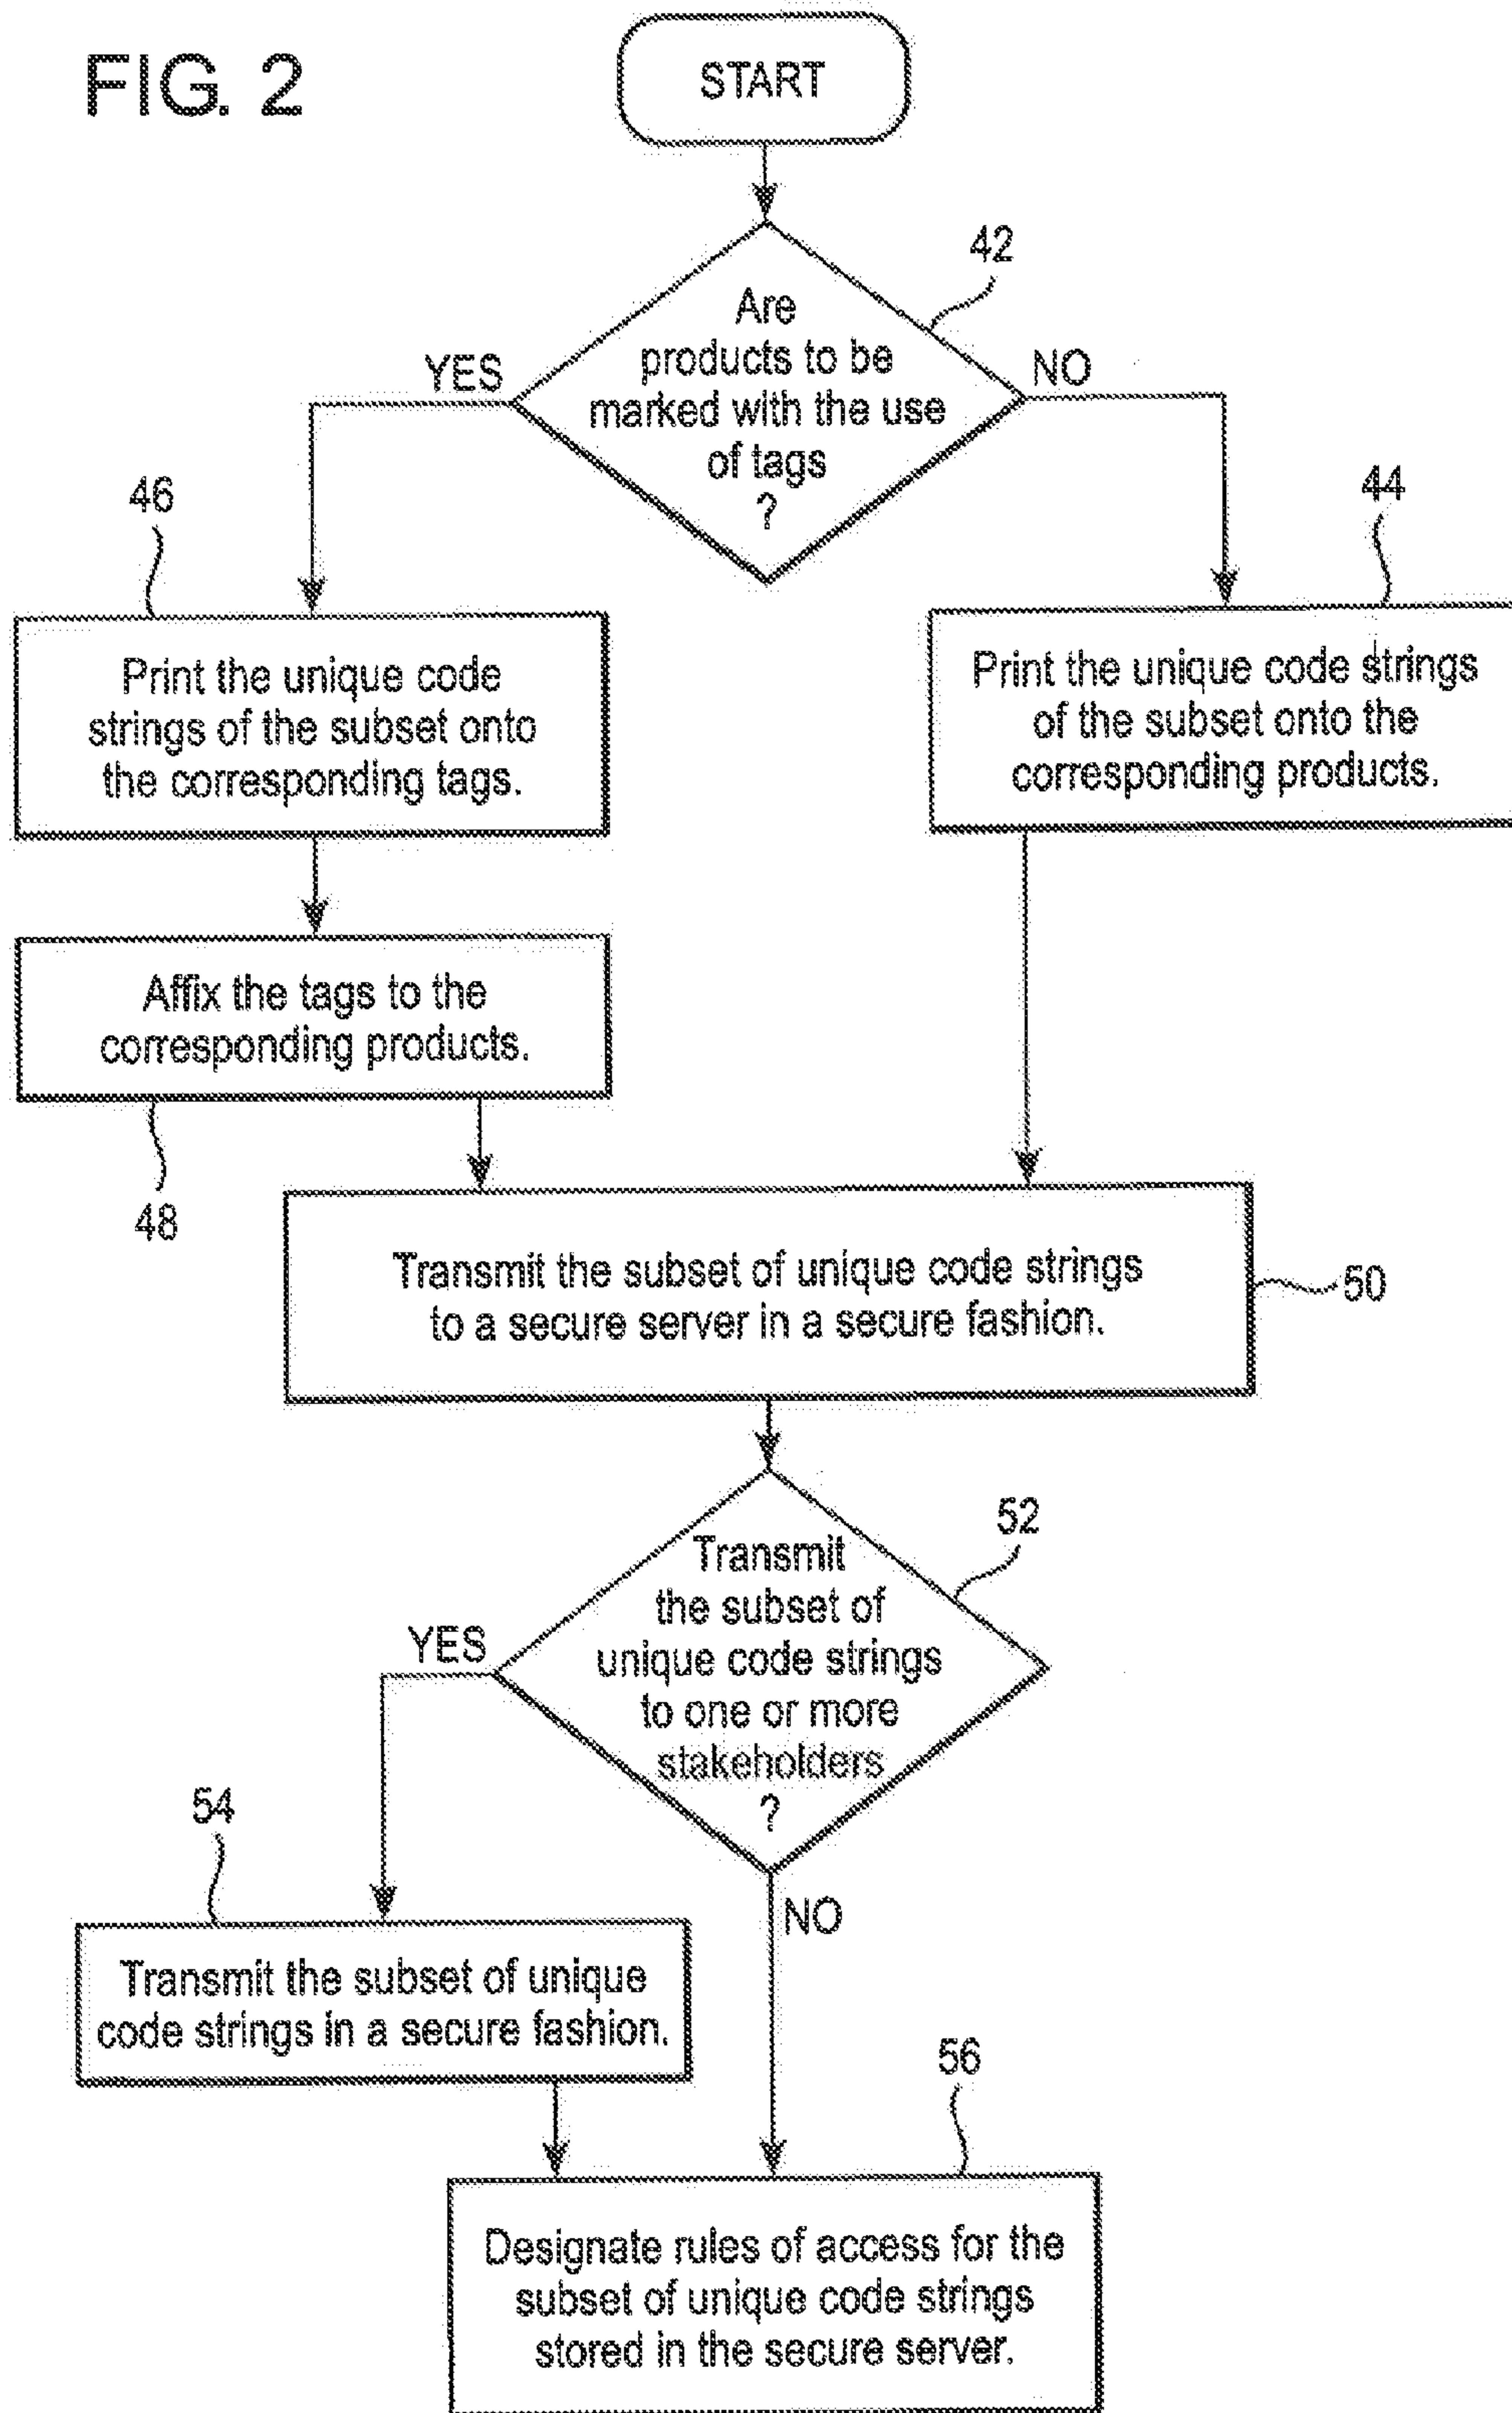 FIG. 2
START
42
Are
products to be
marked with the use
of tags
?
YES
NO
46
44
Print the unique code
strings of the subset onto
the corresponding tags.
Print the unique code strings
of the subset onto the
corresponding products.
Affix the tags to the
corresponding products.
48
Transmit the subset of unique code strings
to a secure server in a secure fashion.
50
52
Transmit
the subset of
unique code strings
to one or more
stakeholders
?
YES
NO
54
Transmit the subset of unique
code strings in a secure fashion.
56
Designate rules of access for the
subset of unique code strings
stored in the secure server.